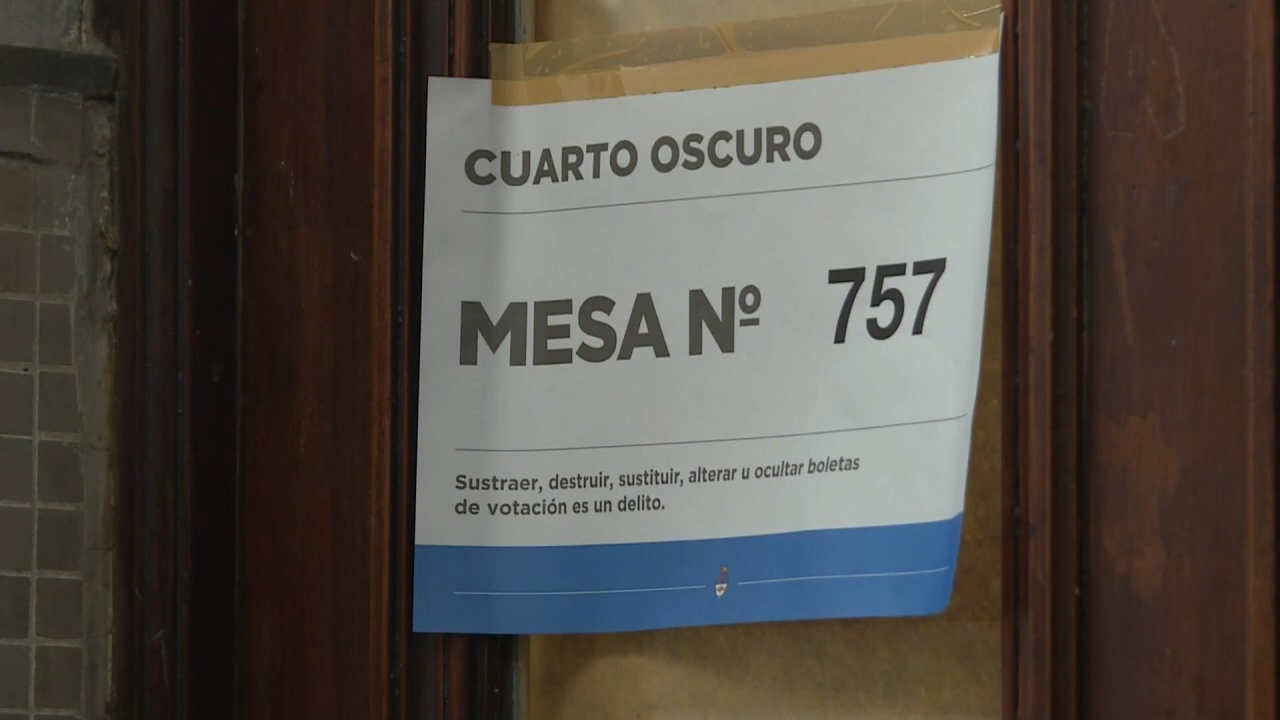 CUARTO OSCURO
MESA Nº 757
Sustraer, destruir, sustituir, alterar u ocultar boletas
de votación es un delito.